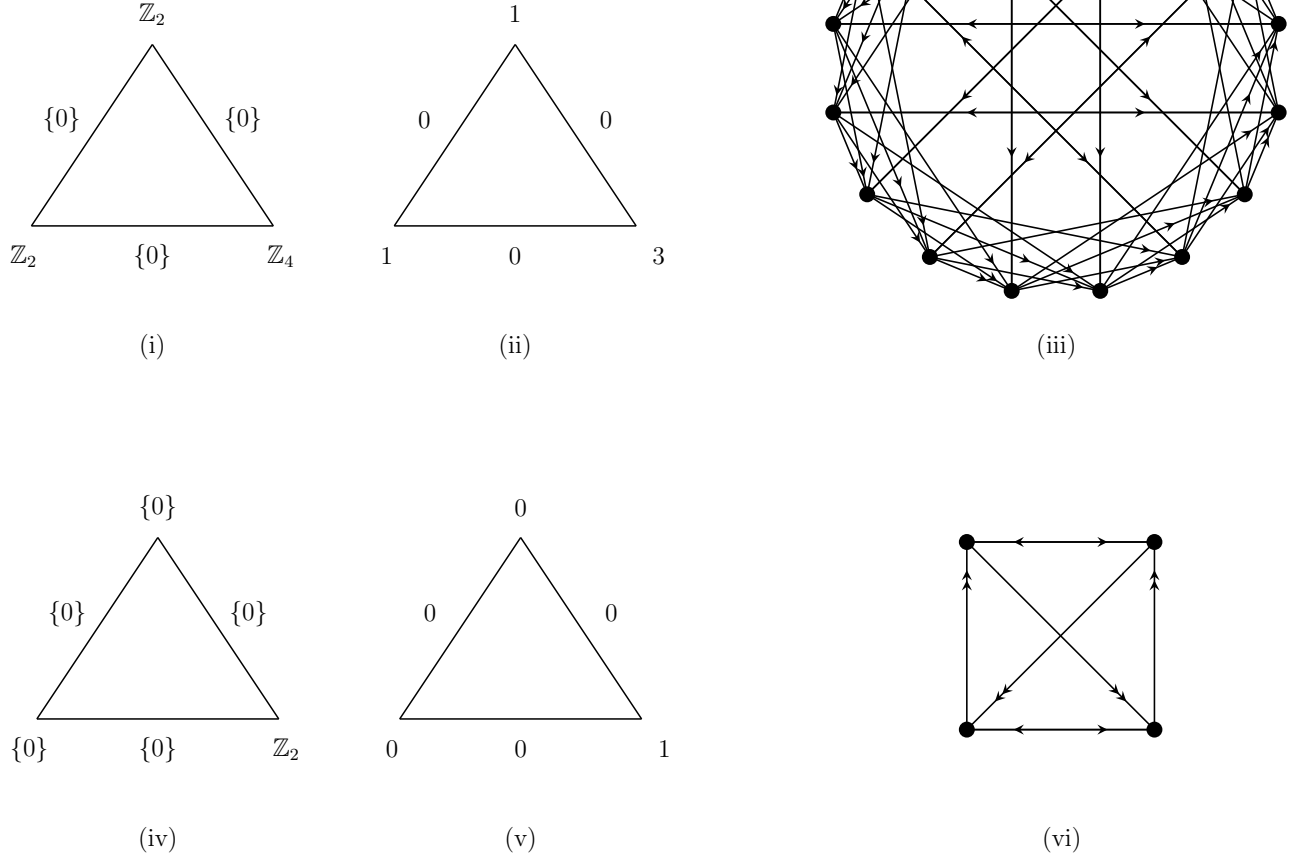 ℤ₂ 1
{0} {0} 0 0
ℤ₂ {0} ℤ₄ 1 0 3
(i) (ii) (iii)
{0} 0
{0} {0} 0 0
{0} {0} ℤ₂ 0 0 1
(iv) (v) (vi)